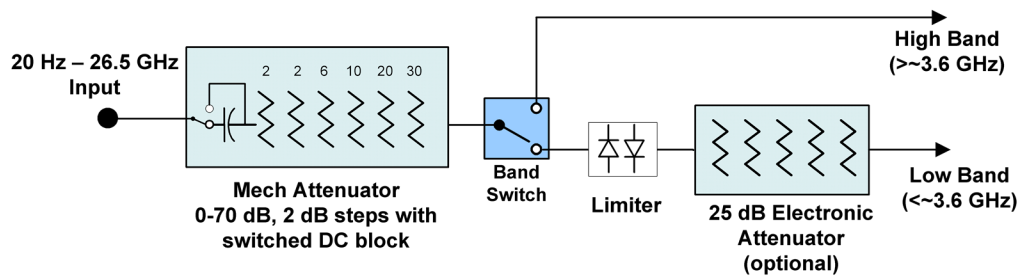 20 Hz – 26.5 GHz
Input
2 2 6 10 20 30
Mech Attenuator
0-70 dB, 2 dB steps with
switched DC block
Band
Switch
Limiter
25 dB Electronic
Attenuator
(optional)
High Band
(>~3.6 GHz)
Low Band
(<~3.6 GHz)